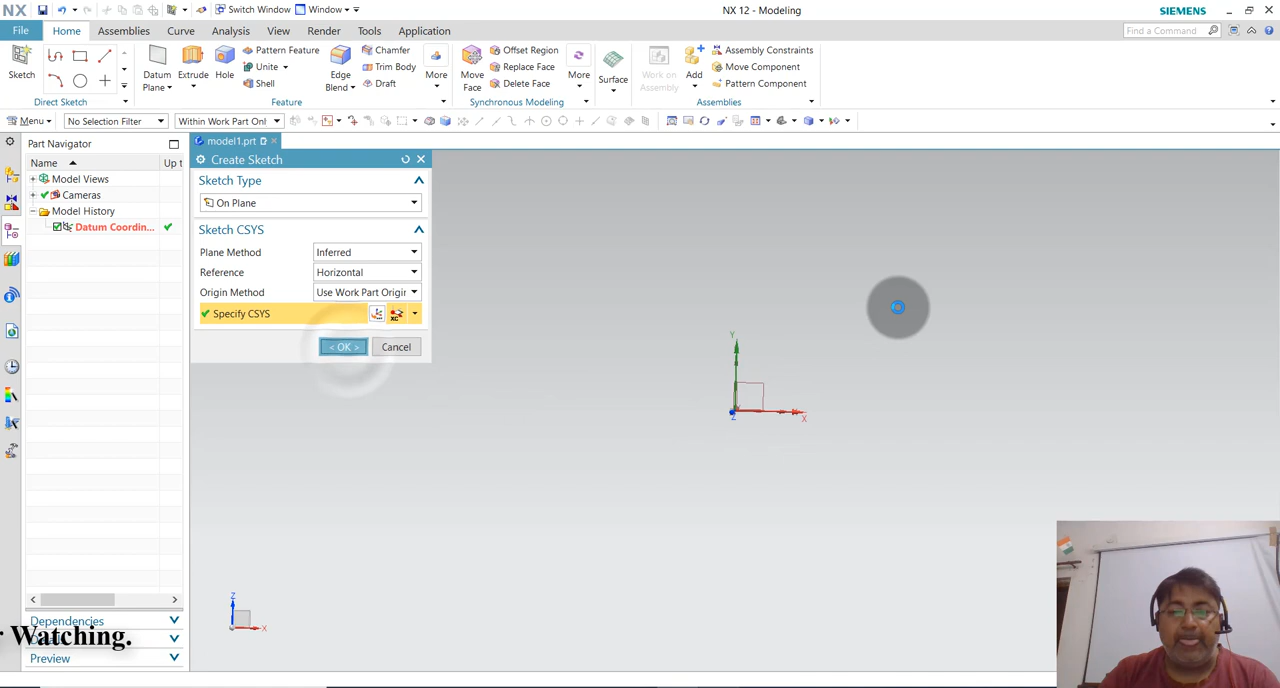 NX
Switch Window
Window
NX 12 - Modeling
SIEMENS
File
Home
Assemblies
Curve
Analysis
View
Render
Tools
Application
Find a Command
Sketch
Datum
Plane
Extrude
Hole
Pattern Feature
Unite
Shell
Edge
Blend
Chamfer
Trim Body
Draft
More
Move
Face
Offset Region
Replace Face
Delete Face
More
Surface
Work on
Assembly
Add
Assembly Constraints
Move Component
Pattern Component
Direct Sketch
Feature
Synchronous Modeling
Assemblies
Menu
No Selection Filter
Within Work Part Onl
Part Navigator
Name
Up t
Model Views
Cameras
Model History
Datum Coordin...
model1.prt
Create Sketch
Sketch Type
On Plane
Sketch CSYS
Plane Method
Inferred
Reference
Horizontal
Origin Method
Use Work Part Origin
Specify CSYS
XC
< OK >
Cancel
Y
Z
X
Z
X
Dependencies
Watching.
Preview